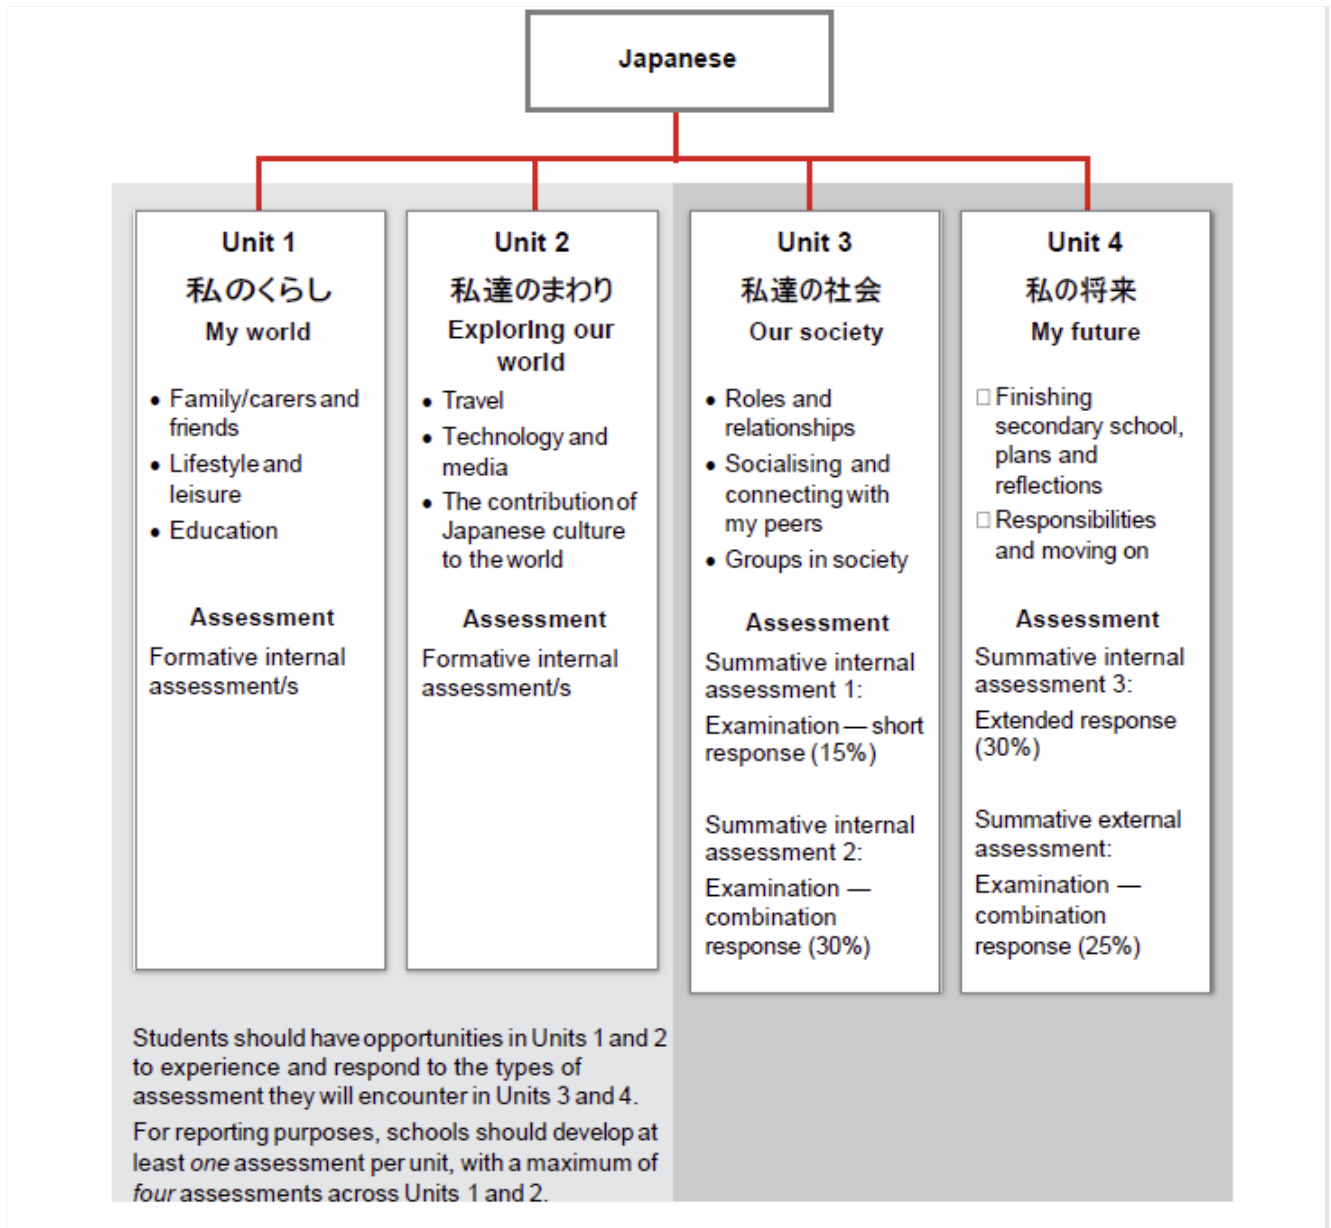 Japanese
Unit 1
私のくらし
My world
• Family/carers and
friends
• Lifestyle and
leisure
• Education
Assessment
Formative internal
assessment/s
Unit 2
私達のまわり
Exploring our
world
• Travel
• Technology and
media
• The contribution of
Japanese culture
to the world
Assessment
Formative internal
assessment/s
Unit 3
私達の社会
Our society
• Roles and
relationships
• Socialising and
connecting with
my peers
• Groups in society
Assessment
Summative internal
assessment 1:
Examination — short
response (15%)
Summative internal
assessment 2:
Examination —
combination
response (30%)
Unit 4
私の将来
My future
□ Finishing
secondary school,
plans and
reflections
□ Responsibilities
and moving on
Assessment
Summative internal
assessment 3:
Extended response
(30%)
Summative external
assessment:
Examination —
combination
response (25%)
Students should have opportunities in Units 1 and 2
to experience and respond to the types of
assessment they will encounter in Units 3 and 4.
For reporting purposes, schools should develop at
least one assessment per unit, with a maximum of
four assessments across Units 1 and 2.